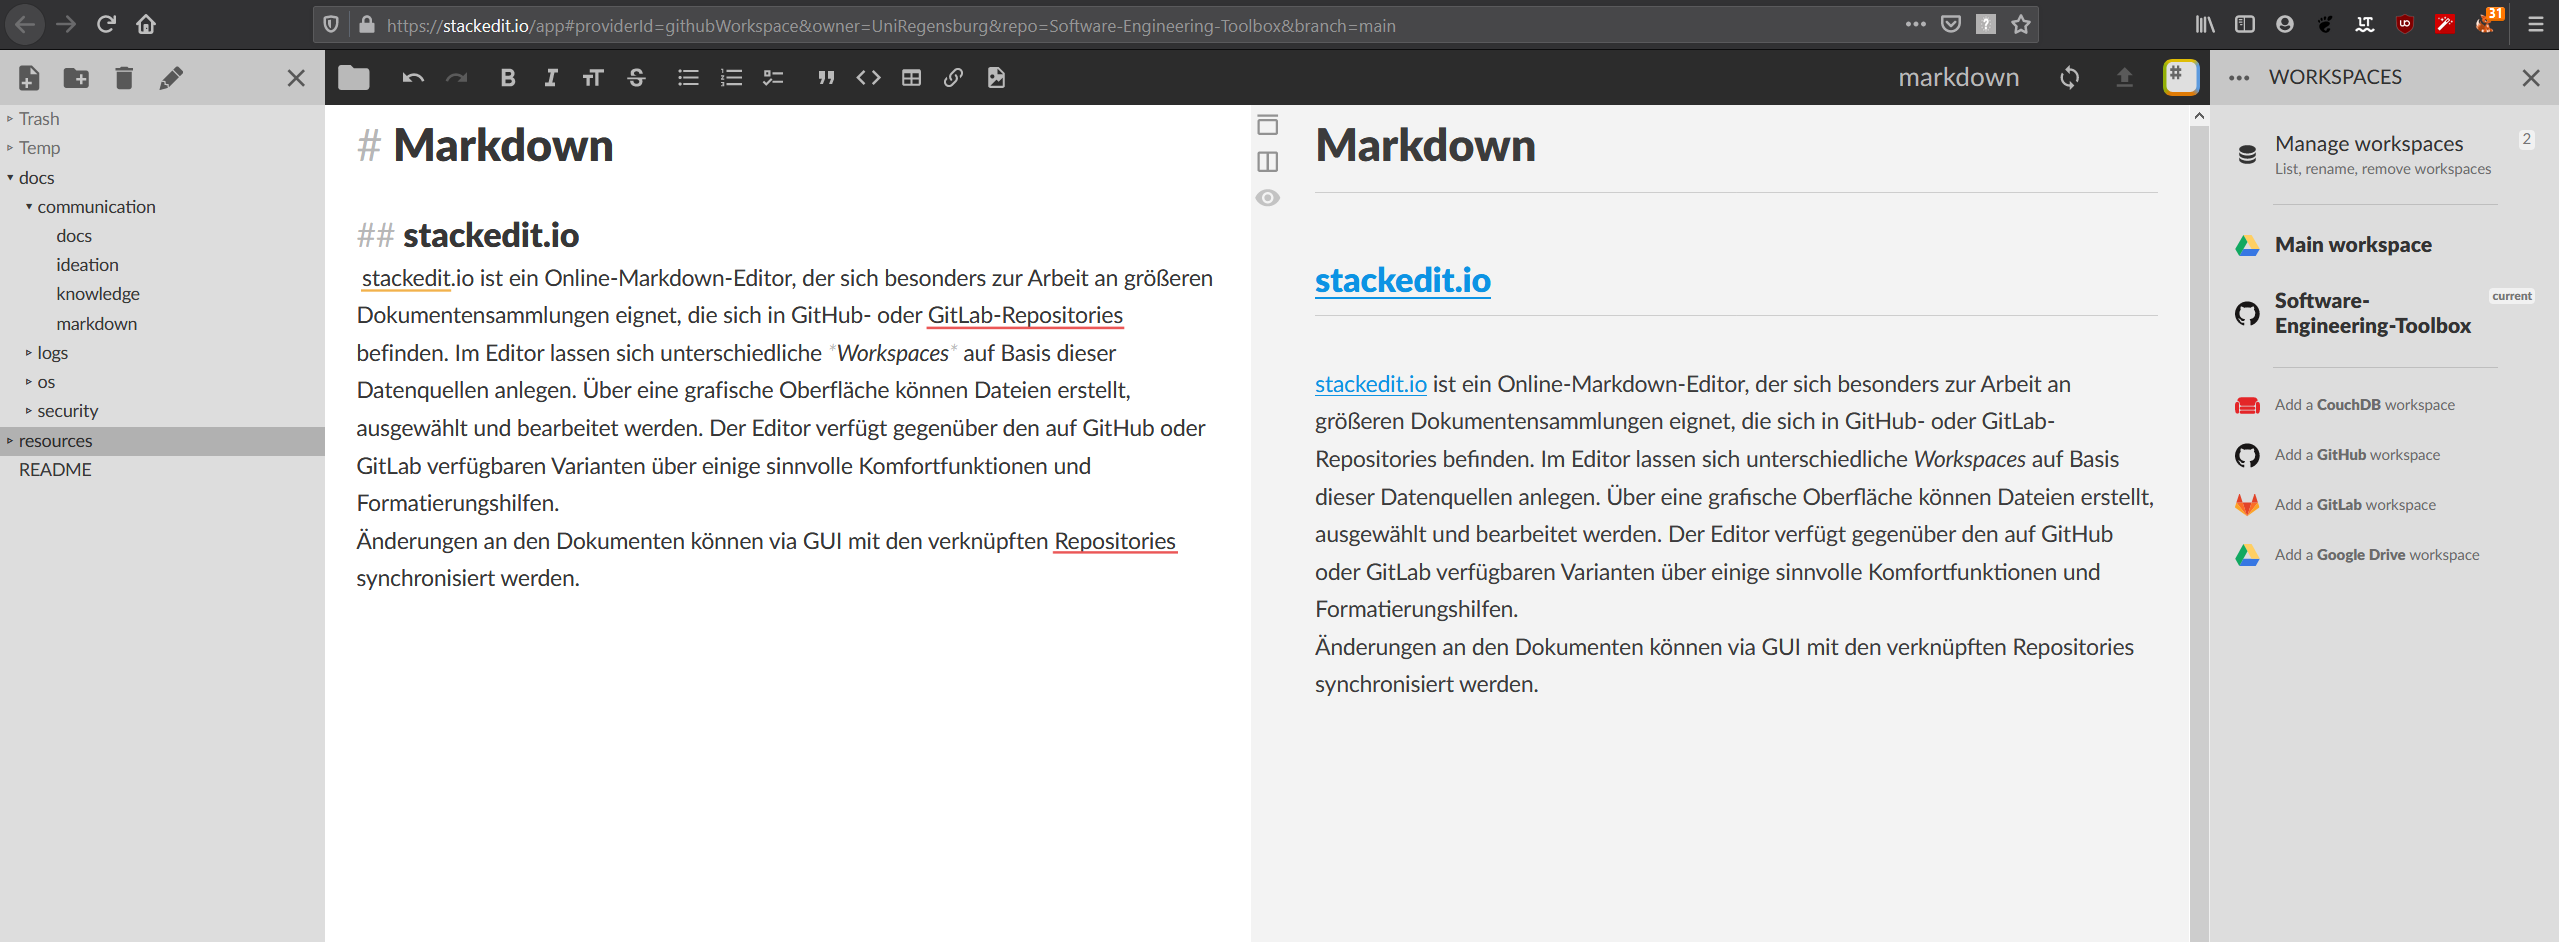 https://stackedit.io/app#providerId=githubWorkspace&owner=UniRegensburg&repo=Software-Engineering-Toolbox&branch=main
31
markdown
WORKSPACES
Trash
Temp
docs
communication
docs
ideation
knowledge
markdown
logs
os
security
resources
README
# Markdown
## stackedit.io
stackedit.io ist ein Online-Markdown-Editor, der sich besonders zur Arbeit an größeren
Dokumentensammlungen eignet, die sich in GitHub- oder GitLab-Repositories
befinden. Im Editor lassen sich unterschiedliche *Workspaces* auf Basis dieser
Datenquellen anlegen. Über eine grafische Oberfläche können Dateien erstellt,
ausgewählt und bearbeitet werden. Der Editor verfügt gegenüber den auf GitHub oder
GitLab verfügbaren Varianten über einige sinnvolle Komfortfunktionen und
Formatierungshilfen.
Änderungen an den Dokumenten können via GUI mit den verknüpften Repositories
synchronisiert werden.
Markdown
stackedit.io
stackedit.io ist ein Online-Markdown-Editor, der sich besonders zur Arbeit an
größeren Dokumentensammlungen eignet, die sich in GitHub- oder GitLab-
Repositories befinden. Im Editor lassen sich unterschiedliche Workspaces auf Basis
dieser Datenquellen anlegen. Über eine grafische Oberfläche können Dateien erstellt,
ausgewählt und bearbeitet werden. Der Editor verfügt gegenüber den auf GitHub
oder GitLab verfügbaren Varianten über einige sinnvolle Komfortfunktionen und
Formatierungshilfen.
Änderungen an den Dokumenten können via GUI mit den verknüpften Repositories
synchronisiert werden.
Manage workspaces
2
List, rename, remove workspaces
Main workspace
Software-
Engineering-Toolbox
current
Add a CouchDB workspace
Add a GitHub workspace
Add a GitLab workspace
Add a Google Drive workspace